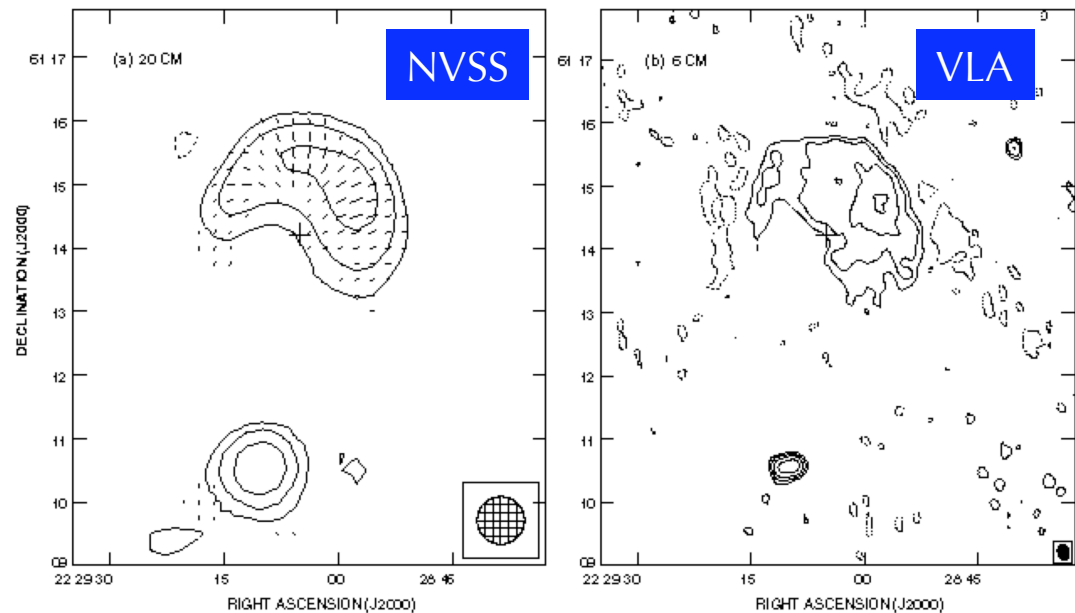 (a) 20 CM
NVSS
61 17
16
15
14
13
12
11
10
09
DECLINATION (J2000)
22 29 30
15
00
28 45
RIGHT ASCENSION (J2000)
(b) 6 CM
VLA
61 17
16
15
14
13
12
11
10
09
22 29 30
15
00
28 45
RIGHT ASCENSION (J2000)